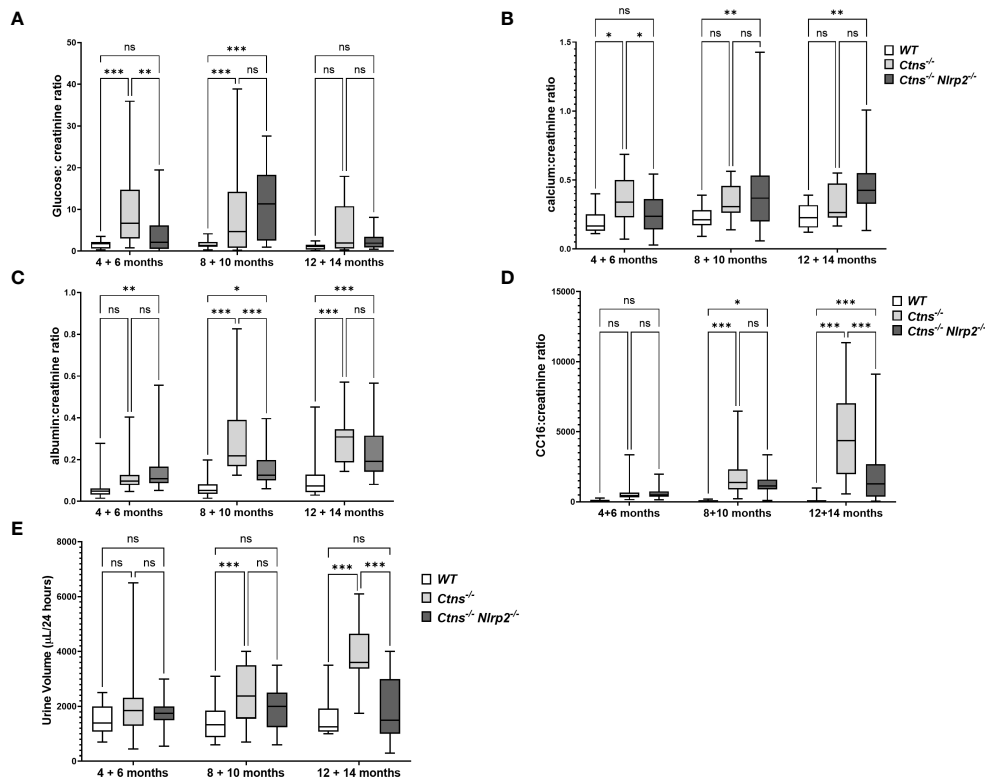 A
Glucose: creatinine ratio
50
40
30
20
10
0
ns
***
***
**
***
ns
ns
ns
ns
4 + 6 months
8 + 10 months
12 + 14 months
B
calcium:creatinine ratio
1.5
1.0
0.5
0.0
ns
*
*
**
ns
ns
**
ns
ns
4 + 6 months
8 + 10 months
12 + 14 months
WT
Ctns-/-
Ctns-/- Nlrp2-/-
C
albumin:creatinine ratio
1.0
0.8
0.6
0.4
0.2
0.0
**
ns
ns
*
***
***
***
***
ns
4 + 6 months
8 + 10 months
12 + 14 months
D
CC16:creatinine ratio
15000
10000
5000
0
ns
ns
ns
*
***
ns
***
***
***
4+6 months
8+10 months
12+14 months
WT
Ctns-/-
Ctns-/- Nlrp2-/-
E
Urine Volume (µL/24 hours)
8000
6000
4000
2000
0
ns
ns
ns
ns
***
ns
ns
***
***
4 + 6 months
8 + 10 months
12 + 14 months
WT
Ctns-/-
Ctns-/- Nlrp2-/-